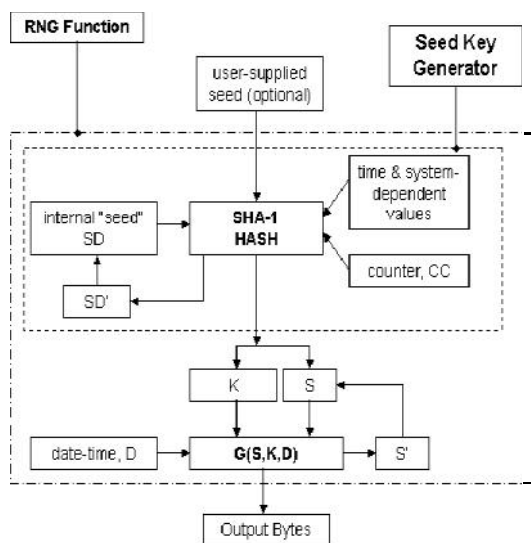 RNG Function
Seed Key
Generator
user-supplied
seed (optional)
time & system-
dependent
values
internal "seed"
SD
SHA-1
HASH
counter, CC
SD'
K
S
date-time, D
G(S,K,D)
S'
Output Bytes